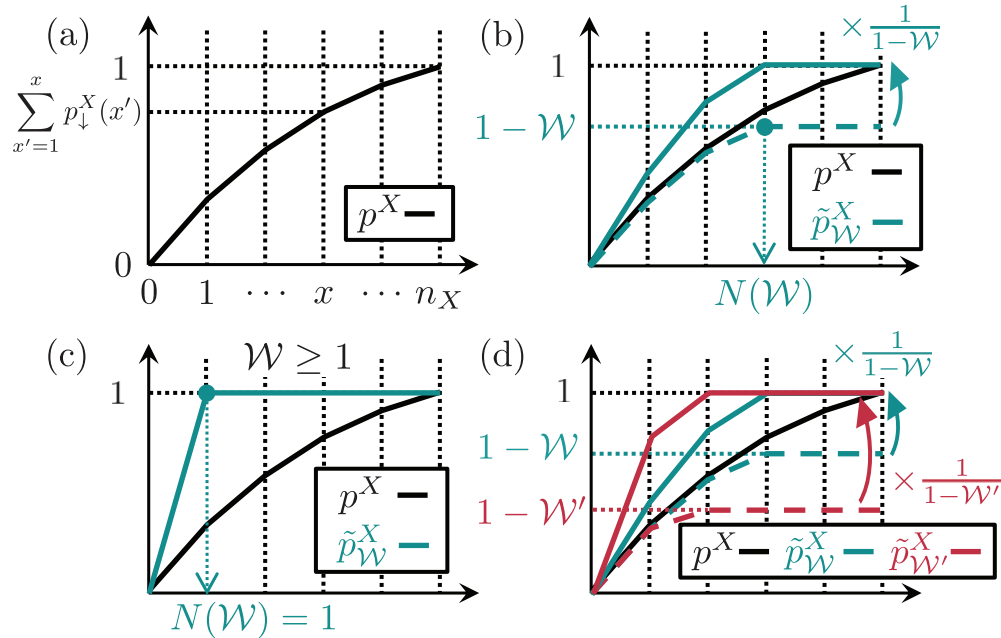 (a)
1
∑_{x'=1}^{x} p_↓^X(x')
0
p^X
0 1 ⋯ x ⋯ n_X
(b)
× 1/(1−𝒲)
1
1 − 𝒲
p^X
p̃_𝒲^X
N(𝒲)
(c)
𝒲 ≥ 1
1
p^X
p̃_𝒲^X
N(𝒲) = 1
(d)
× 1/(1−𝒲)
1
1 − 𝒲
× 1/(1−𝒲′)
1 − 𝒲′
p^X p̃_𝒲^X p̃_𝒲′^X